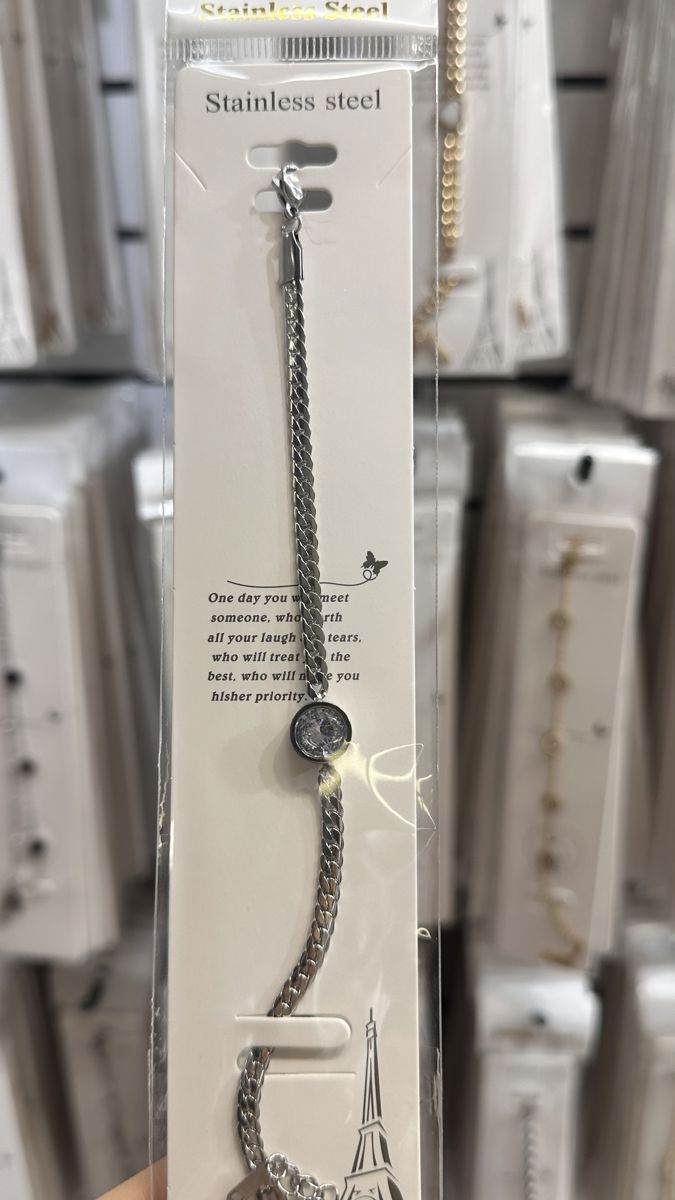 Stainless Steel
Stainless steel
One day you w meet
someone, who rth
all your laugh tears,
who will treat the
best, who will m e you
hisher priority.